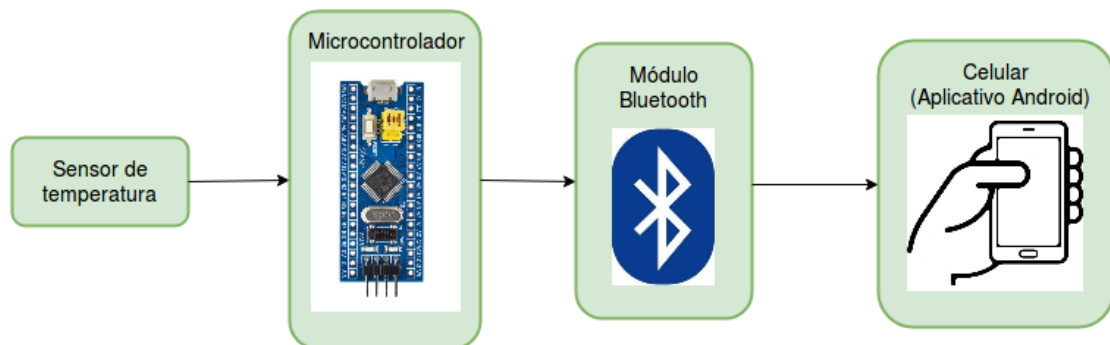 Sensor de
temperatura
Microcontrolador
Módulo
Bluetooth
Celular
(Aplicativo Android)